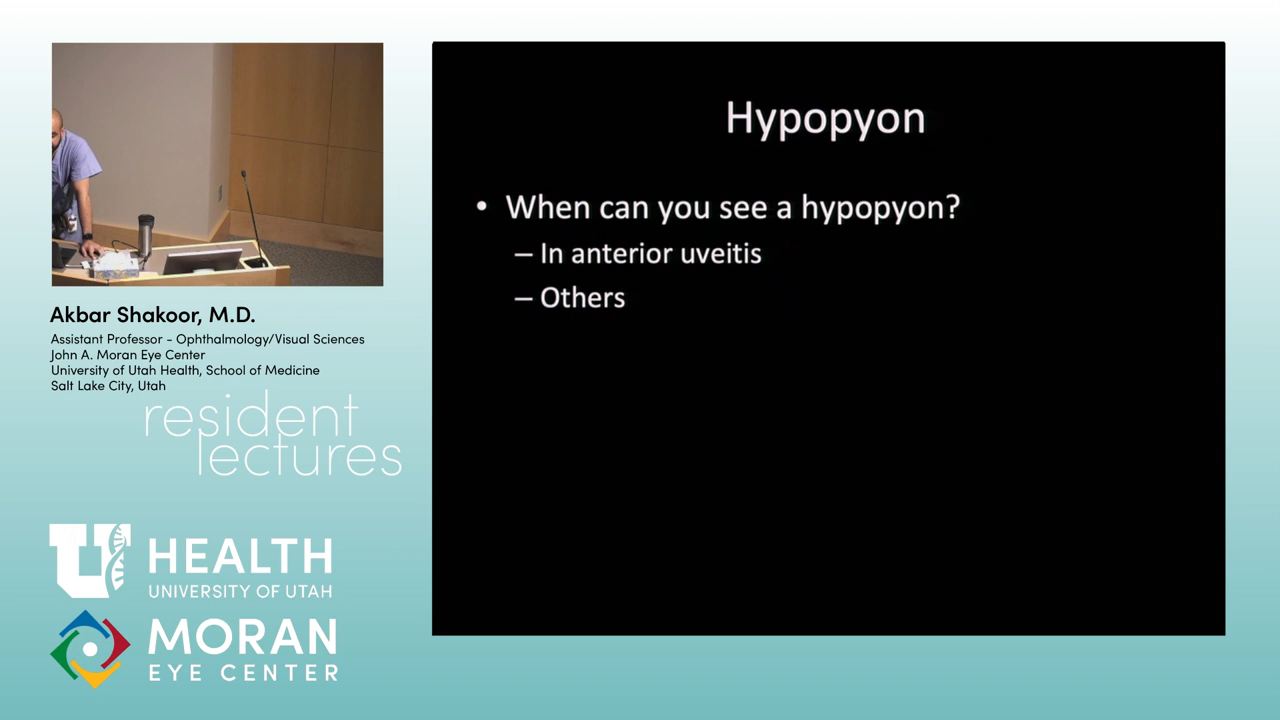 Hypopyon
• When can you see a hypopyon?
– In anterior uveitis
– Others
Akbar Shakoor, M.D.
Assistant Professor - Ophthalmology/Visual Sciences
John A. Moran Eye Center
University of Utah Health, School of Medicine
Salt Lake City, Utah
resident
lectures
U HEALTH
UNIVERSITY OF UTAH
MORAN
EYE CENTER